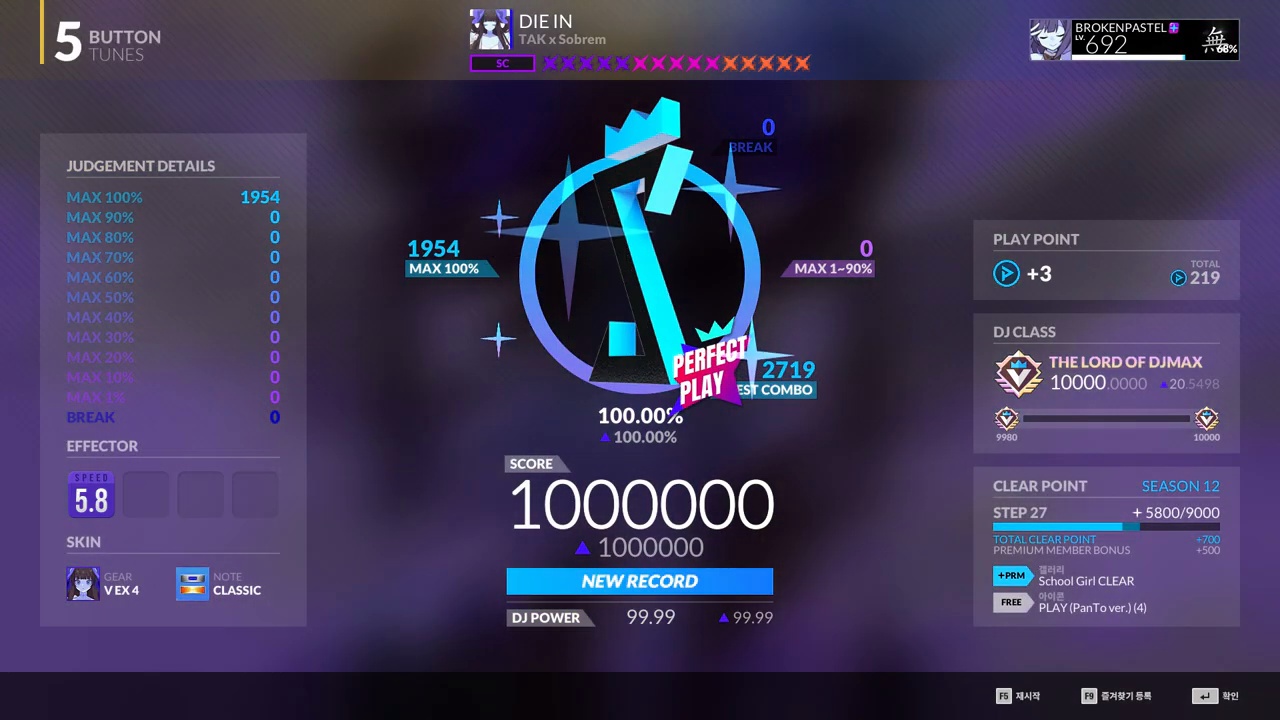 5 BUTTON
TUNES
DIE IN
TAK x Sobrem
SC
BROKENPASTEL
LV. 692
無
68%
JUDGEMENT DETAILS
MAX 100% 1954
MAX 90% 0
MAX 80% 0
MAX 70% 0
MAX 60% 0
MAX 50% 0
MAX 40% 0
MAX 30% 0
MAX 20% 0
MAX 10% 0
MAX 1% 0
BREAK 0
EFFECTOR
SPEED
5.8
SKIN
GEAR
V EX 4
NOTE
CLASSIC
0
BREAK
1954
MAX 100%
0
MAX 1~90%
PERFECT
PLAY
2719
EST COMBO
100.00%
▲ 100.00%
SCORE
1000000
▲ 1000000
NEW RECORD
DJ POWER 99.99 ▲ 99.99
PLAY POINT
+3
TOTAL
219
DJ CLASS
THE LORD OF DJMAX
10000.0000 ▲20.5498
9980 10000
CLEAR POINT SEASON 12
STEP 27 + 5800/9000
TOTAL CLEAR POINT +700
PREMIUM MEMBER BONUS +500
+PRM 갤러리
School Girl CLEAR
FREE 아이콘
PLAY (PanTo ver.) (4)
F5 재시작 F9 즐겨찾기 등록 ↵ 확인